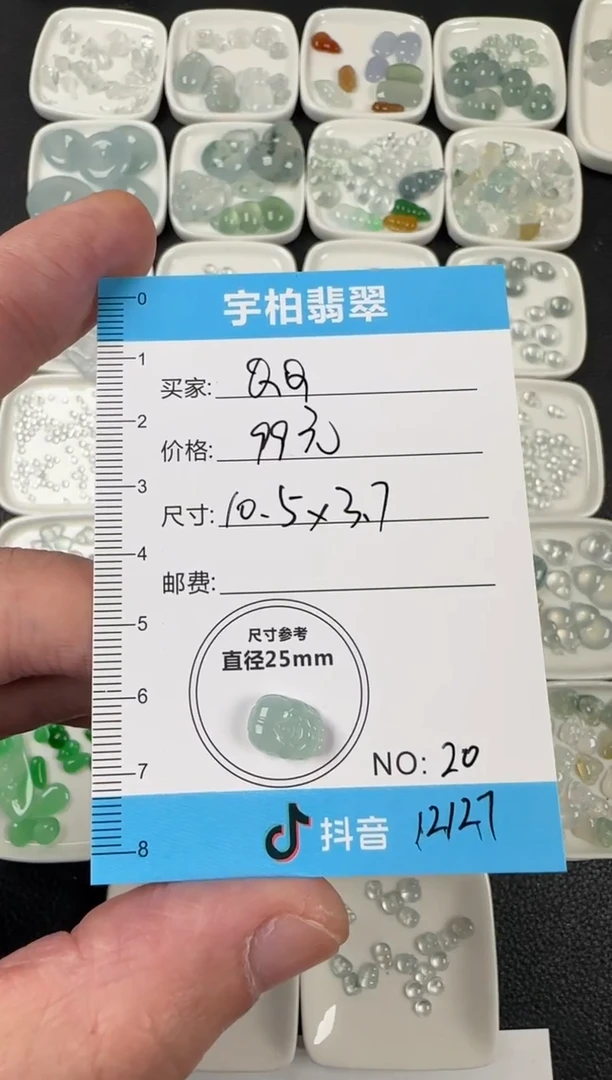 宇柏翡翠
0
1
买家: QQ
2
价格: 99元
3
尺寸: 10.5x3.7
4
邮费:
5
尺寸参考
直径25mm
6
7
NO: 20
8
抖音 12127